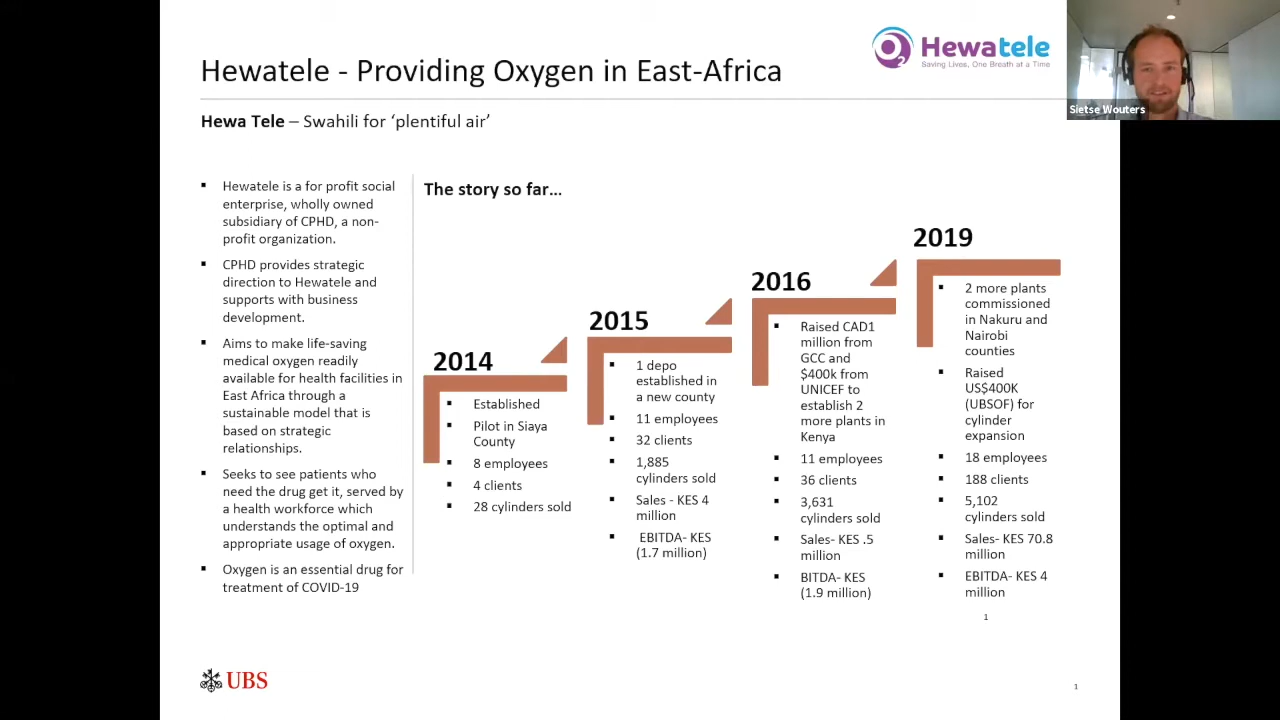 Hewatele - Providing Oxygen in East-Africa
O2 Hewatele
Saving Lives, One Breath at a Time
Sietse Wouters
Hewa Tele – Swahili for ‘plentiful air’
▪ Hewatele is a for profit social
enterprise, wholly owned
subsidiary of CPHD, a non-
profit organization.
▪ CPHD provides strategic
direction to Hewatele and
supports with business
development.
▪ Aims to make life-saving
medical oxygen readily
available for health facilities in
East Africa through a
sustainable model that is
based on strategic
relationships.
▪ Seeks to see patients who
need the drug get it, served by
a health workforce which
understands the optimal and
appropriate usage of oxygen.
▪ Oxygen is an essential drug for
treatment of COVID-19
The story so far…
2014
▪ Established
▪ Pilot in Siaya
County
▪ 8 employees
▪ 4 clients
▪ 28 cylinders sold
2015
▪ 1 depo
established in
a new county
▪ 11 employees
▪ 32 clients
▪ 1,885
cylinders sold
▪ Sales - KES 4
million
▪ EBITDA- KES
(1.7 million)
2016
▪ Raised CAD1
million from
GCC and
$400k from
UNICEF to
establish 2
more plants in
Kenya
▪ 11 employees
▪ 36 clients
▪ 3,631
cylinders sold
▪ Sales- KES .5
million
▪ BITDA- KES
(1.9 million)
2019
▪ 2 more plants
commissioned
in Nakuru and
Nairobi
counties
▪ Raised
US$400K
(UBSOF) for
cylinder
expansion
▪ 18 employees
▪ 188 clients
▪ 5,102
cylinders sold
▪ Sales- KES 70.8
million
▪ EBITDA- KES 4
million
1
UBS
1